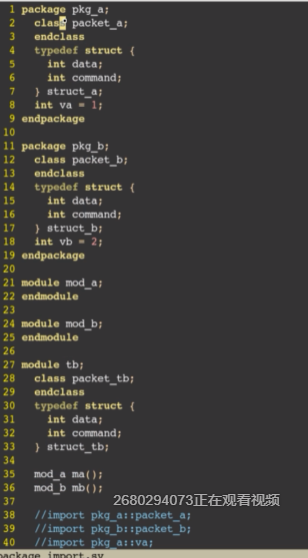 1 package pkg_a;
2 class packet_a;
3 endclass
4 typedef struct {
5 int data;
6 int command;
7 } struct_a;
8 int va = 1;
9 endpackage
10
11 package pkg_b;
12 class packet_b;
13 endclass
14 typedef struct {
15 int data;
16 int command;
17 } struct_b;
18 int vb = 2;
19 endpackage
20
21 module mod_a;
22 endmodule
23
24 module mod_b;
25 endmodule
26
27 module tb;
28 class packet_tb;
29 endclass
30 typedef struct {
31 int data;
32 int command;
33 } struct_tb;
34
35 mod_a ma();
36 mod_b mb();
37
2680294073正在观看视频
38 //import pkg_a::packet_a;
39 //import pkg_b::packet_b;
40 //import pkg_a::va;
package import.sv